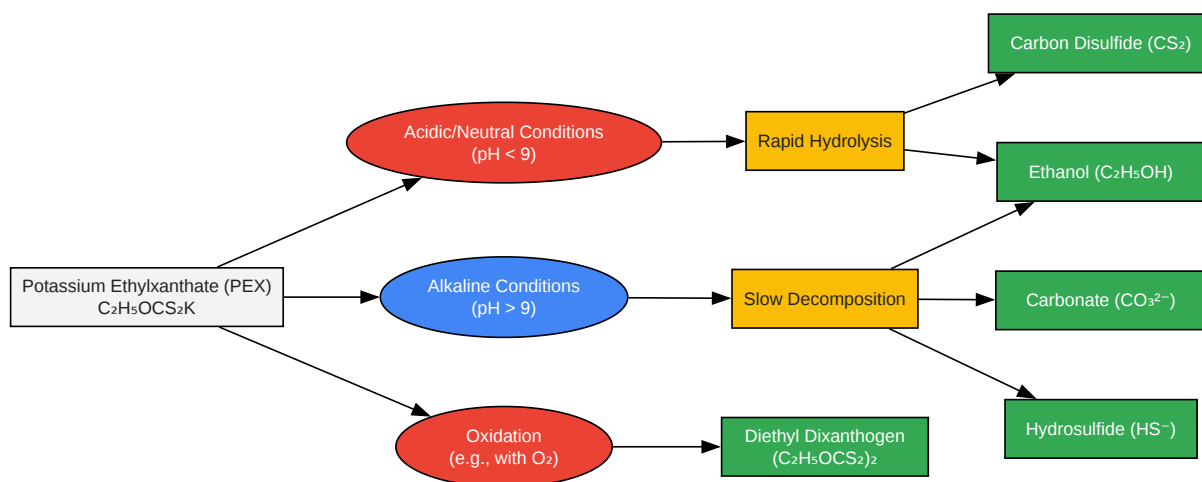 Carbon Disulfide (CS₂)
Acidic/Neutral Conditions
(pH < 9)
Rapid Hydrolysis
Ethanol (C₂H₅OH)
Potassium Ethylxanthate (PEX)
C₂H₅OCS₂K
Alkaline Conditions
(pH > 9)
Slow Decomposition
Carbonate (CO₃²⁻)
Oxidation
(e.g., with O₂)
Diethyl Dixanthogen
(C₂H₅OCS₂)₂
Hydrosulfide (HS⁻)